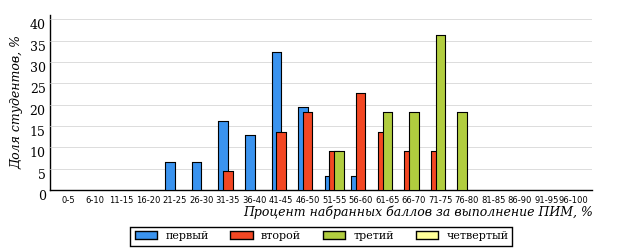 Доля студентов, %
40
35
30
25
20
15
10
5
0
0-5 6-10 11-15 16-20 21-25 26-30 31-35 36-40 41-45 46-50 51-55 56-60 61-65 66-70 71-75 76-80 81-85 86-90 91-95 96-100
Процент набранных баллов за выполнение ПИМ, %
первый второй третий четвертый